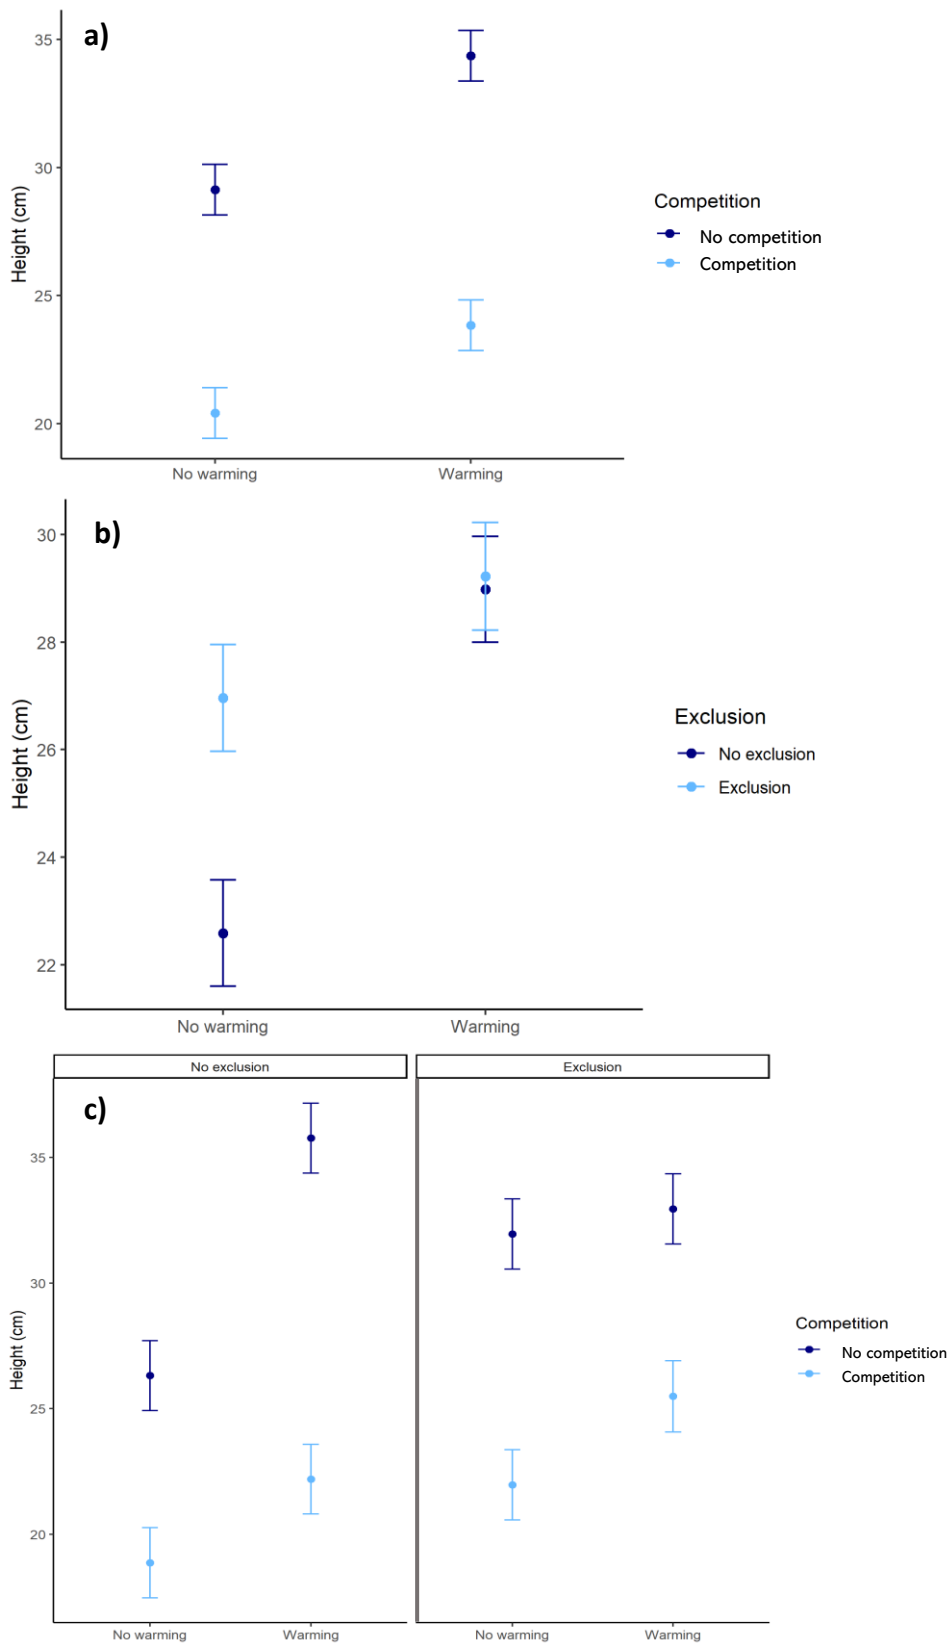 a)
35
30
25
20
Height (cm)
No warming
Warming
Competition
No competition
Competition
b)
30
28
26
24
22
Height (cm)
No warming
Warming
Exclusion
No exclusion
Exclusion
No exclusion
Exclusion
c)
35
30
25
20
Height (cm)
No warming
Warming
No warming
Warming
Competition
No competition
Competition